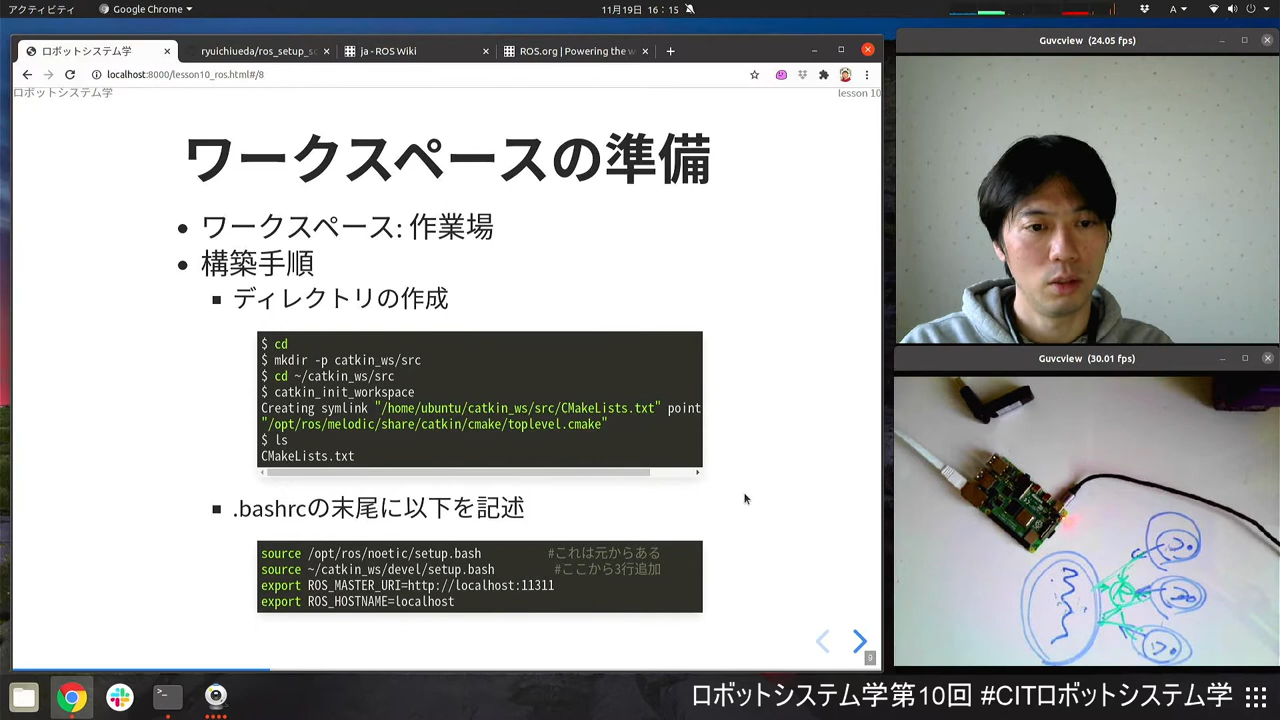 アクティビティ
Google Chrome
11月19日 16：15
A
ロボットシステム学
ryuichiueda/ros_setup_sc
ja - ROS Wiki
ROS.org | Powering the w
localhost:8000/lesson10_ros.html#/8
ロボットシステム学
lesson 10
ワークスペースの準備
ワークスペース: 作業場
構築手順
ディレクトリの作成
$ cd
$ mkdir -p catkin_ws/src
$ cd ~/catkin_ws/src
$ catkin_init_workspace
Creating symlink "/home/ubuntu/catkin_ws/src/CMakeLists.txt" point
"/opt/ros/melodic/share/catkin/cmake/toplevel.cmake"
$ ls
CMakeLists.txt
.bashrcの末尾に以下を記述
source /opt/ros/noetic/setup.bash #これは元からある
source ~/catkin_ws/devel/setup.bash #ここから3行追加
export ROS_MASTER_URI=http://localhost:11311
export ROS_HOSTNAME=localhost
9
Guvcview (24.05 fps)
Guvcview (30.01 fps)
ロボットシステム学第10回 #CITロボットシステム学